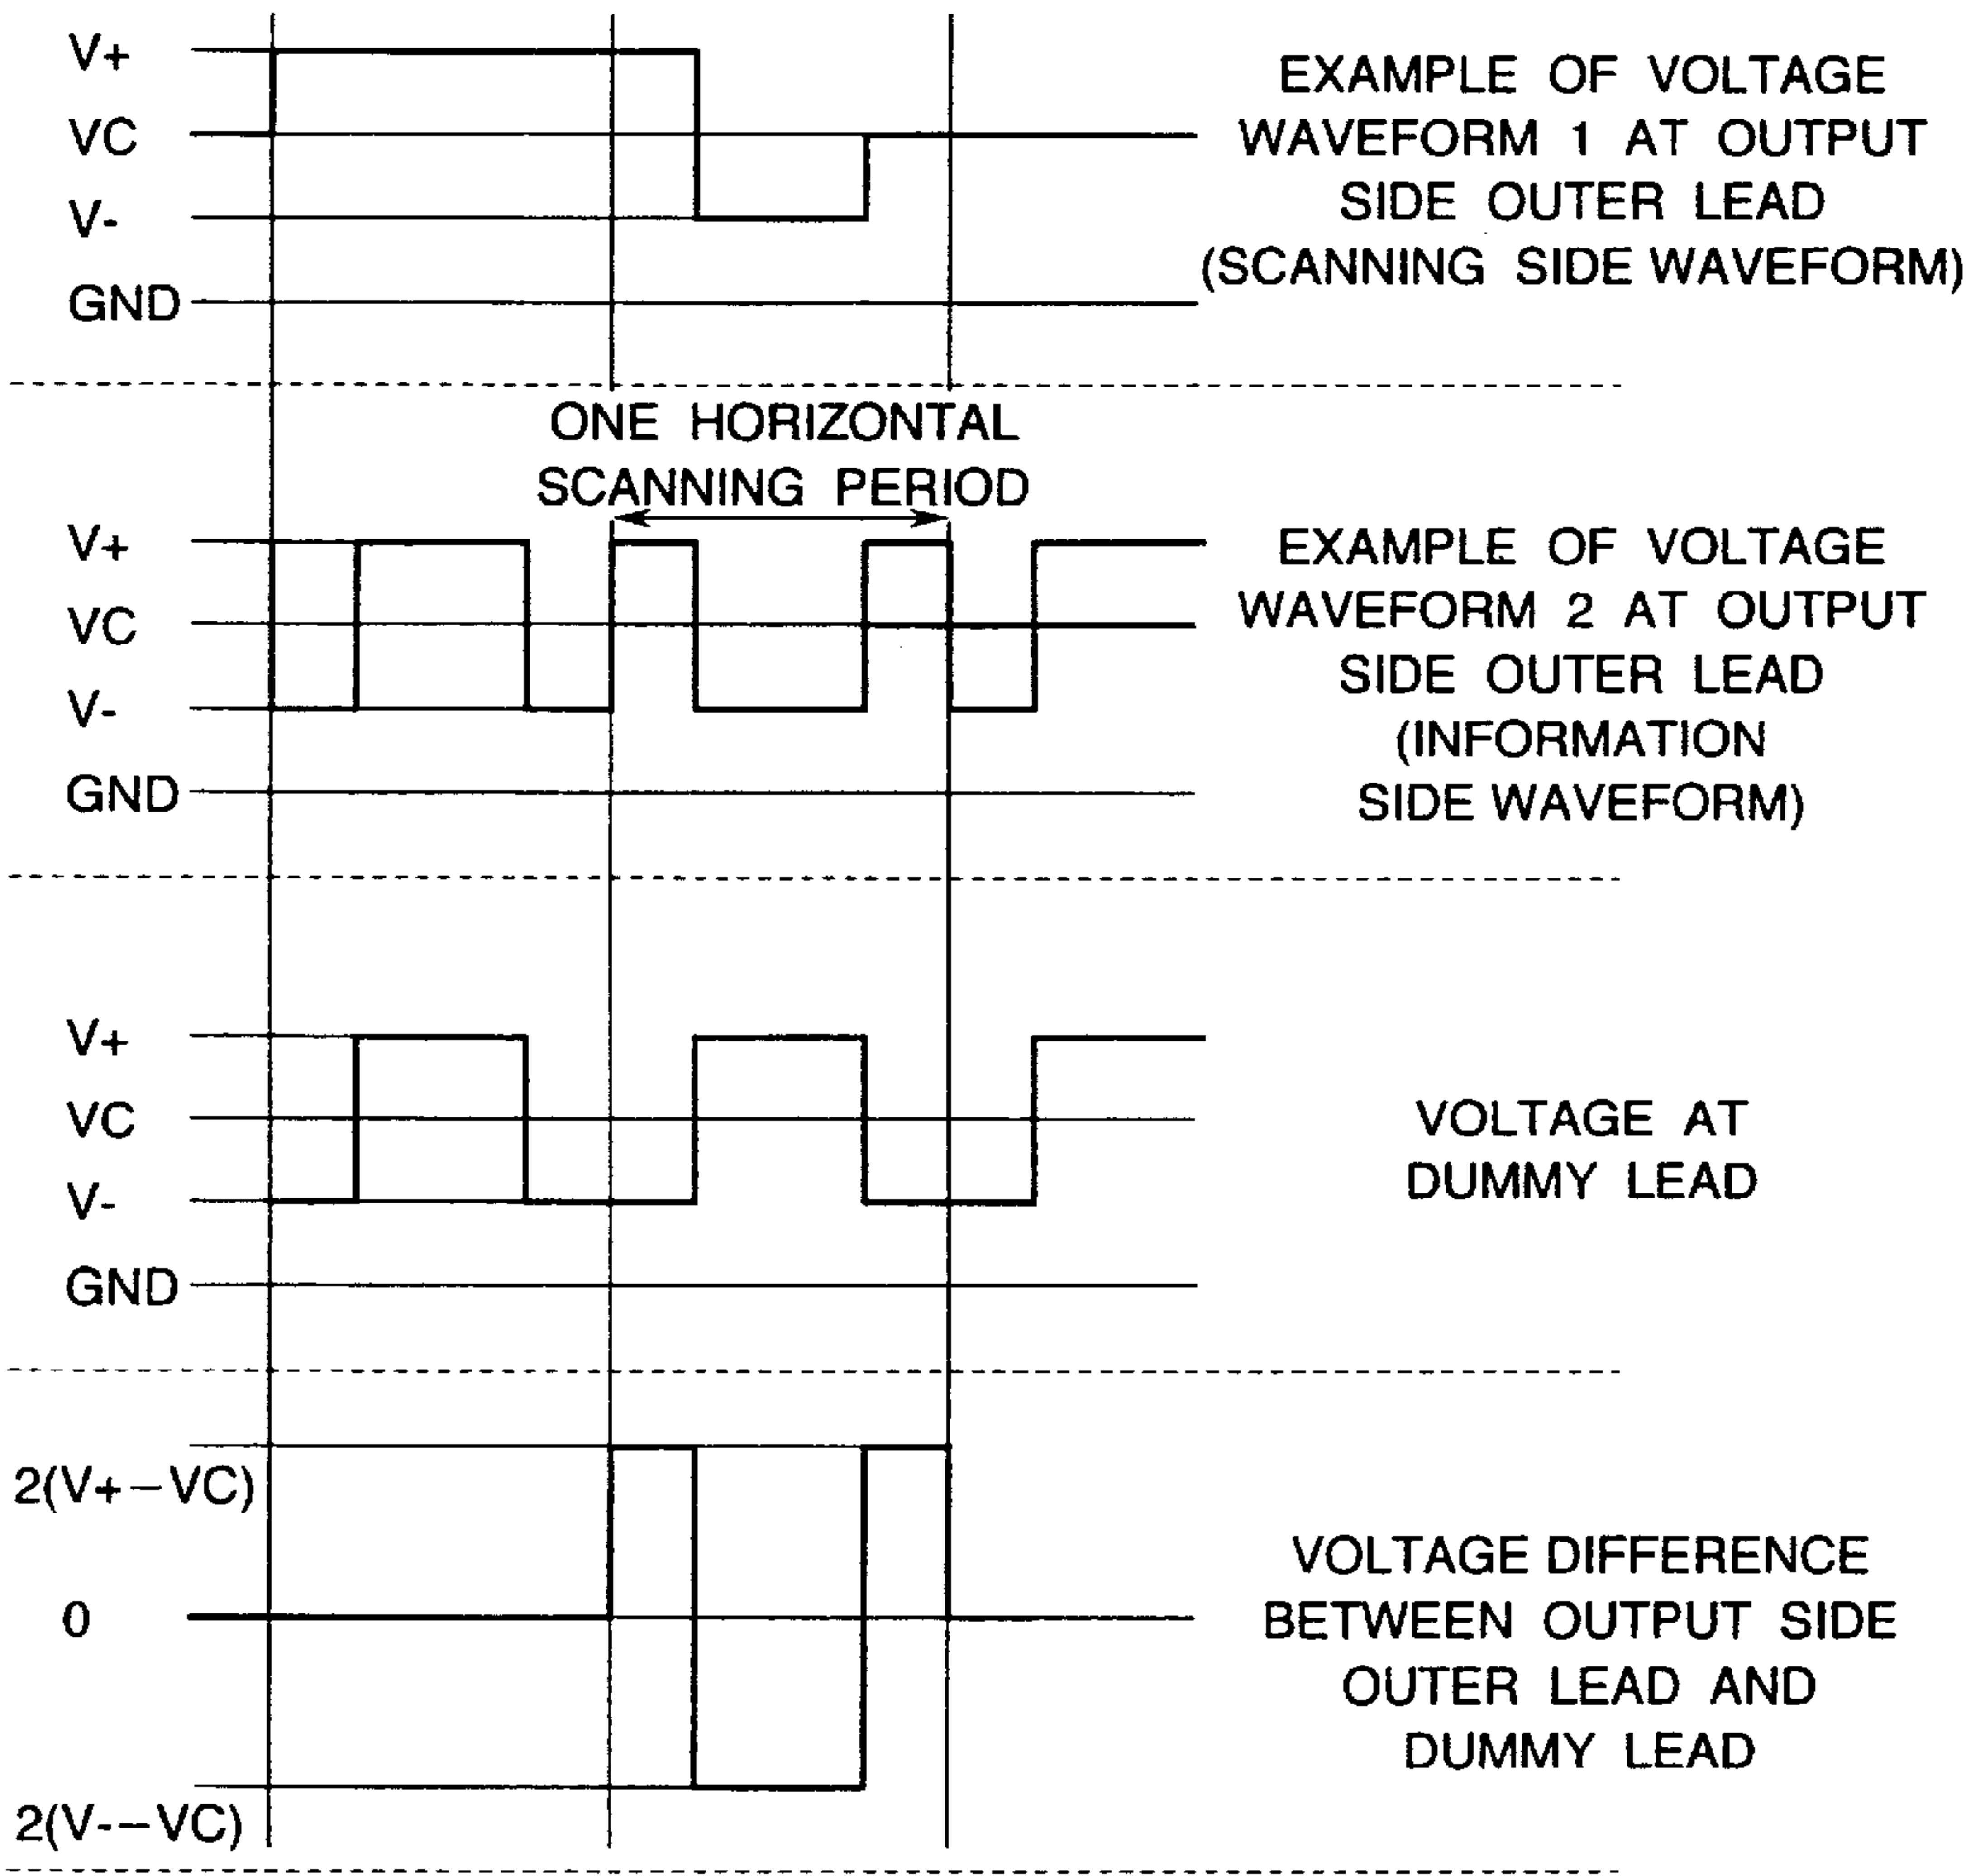 V+
VC
V-
GND
EXAMPLE OF VOLTAGE
WAVEFORM 1 AT OUTPUT
SIDE OUTER LEAD
(SCANNING SIDE WAVEFORM)
ONE HORIZONTAL
SCANNING PERIOD
V+
VC
V-
GND
EXAMPLE OF VOLTAGE
WAVEFORM 2 AT OUTPUT
SIDE OUTER LEAD
(INFORMATION
SIDE WAVEFORM)
V+
VC
V-
GND
VOLTAGE AT
DUMMY LEAD
2(V+−VC)
0
2(V-−VC)
VOLTAGE DIFFERENCE
BETWEEN OUTPUT SIDE
OUTER LEAD AND
DUMMY LEAD